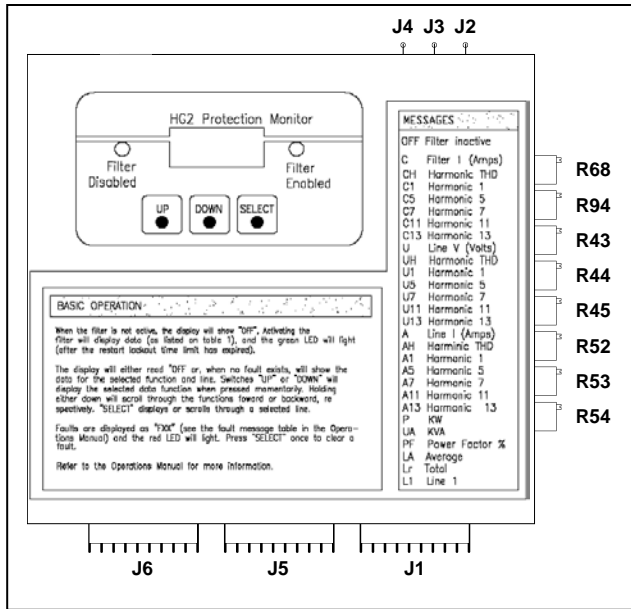 J4 J3 J2
HG2 Protection Monitor
Filter Disabled
Filter Enabled
UP DOWN SELECT
MESSAGES
OFF Filter inactive
C Filter I (Amps)
CH Harmonic THD
C1 Harmonic 1
C5 Harmonic 5
C7 Harmonic 7
C11 Harmonic 11
C13 Harmonic 13
U Line V (Volts)
UH Harmonic THD
U1 Harmonic 1
U5 Harmonic 5
U7 Harmonic 7
U11 Harmonic 11
U13 Harmonic 13
A Line I (Amps)
AH Harminic THD
A1 Harmonic 1
A5 Harmonic 5
A7 Harmonic 7
A11 Harmonic 11
A13 Harmonic 13
P KW
UA KVA
PF Power Factor %
LA Average
Lr Total
L1 Line 1
R68
R94
R43
R44
R45
R52
R53
R54
BASIC OPERATION
When the filter is not active, the display will show "OFF". Activating the
filter will display data (as listed on table 1), and the green LED will light
(after the restart lockout time limit has expired).
The display will either read "OFF or, when no fault exists, will show the
data for the selected function and line. Switches "UP" or "DOWN" will
display the selected data function when pressed momentarily. Holding
either down will scroll through the functions foward or backward, re
spectively. "SELECT" displays or scrolls through a selected line.
Faults are displayed as "FXX" (see the fault message table in the Opera-
tions Manual) and the red LED will light. Press "SELECT" once to clear a
fault.
Refer to the Operations Manual for more information.
J6 J5 J1